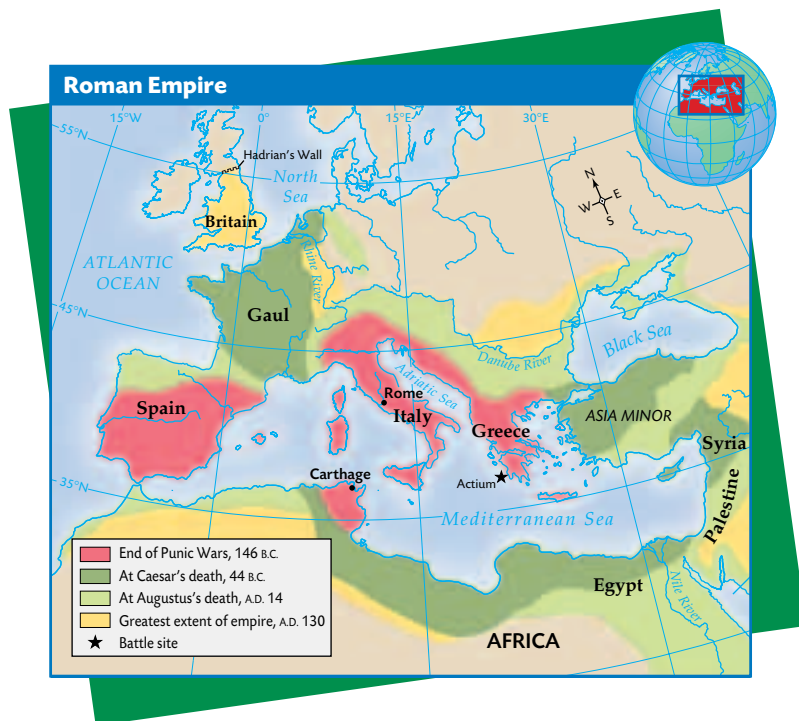 Roman Empire
15°W
0°
15°E
30°E
55°N
Hadrian's Wall
North
Sea
N
W
E
S
Britain
ATLANTIC
OCEAN
Rhine River
45°N
Gaul
Black Sea
Danube River
Adriatic Sea
Rome
Spain
Italy
Greece
ASIA MINOR
Syria
Carthage
Actium
35°N
Mediterranean Sea
Palestine
End of Punic Wars, 146 B.C.
At Caesar's death, 44 B.C.
At Augustus's death, A.D. 14
Greatest extent of empire, A.D. 130
Battle site
Egypt
Nile River
AFRICA